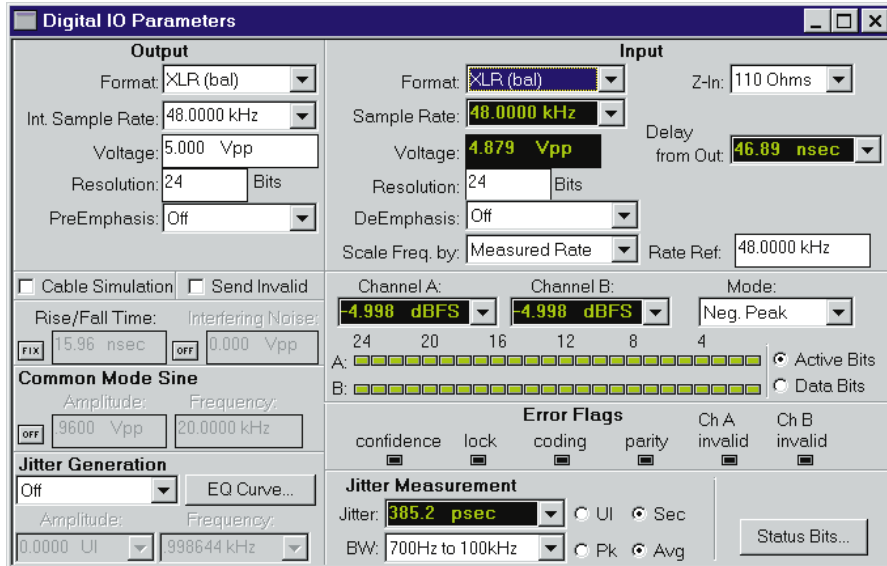 Digital IO Parameters
Output
Format: XLR (bal)
Int. Sample Rate: 48.0000 kHz
Voltage: 5.000 Vpp
Resolution: 24 Bits
PreEmphasis: Off
Input
Format: XLR (bal) Z-In: 110 Ohms
Sample Rate: 48.0000 kHz
Voltage: 4.879 Vpp
Delay
from Out: 46.89 nsec
Resolution: 24 Bits
DeEmphasis: Off
Scale Freq. by: Measured Rate Rate Ref: 48.0000 kHz
Cable Simulation Send Invalid
Rise/Fall Time: Interfering Noise:
FIX 15.96 nsec OFF 0.000 Vpp
Common Mode Sine
Amplitude: Frequency:
OFF .9600 Vpp 20.0000 kHz
Jitter Generation
Off EQ Curve...
Amplitude: Frequency:
0.0000 UI .998644 kHz
Channel A: Channel B: Mode:
-4.998 dBFS -4.998 dBFS Neg. Peak
24 20 16 12 8 4
A: Active Bits
B: Data Bits
Error Flags
confidence lock coding parity Ch A invalid Ch B invalid
Jitter Measurement
Jitter: 385.2 psec UI Sec
BW: 700Hz to 100kHz Pk Avg
Status Bits...